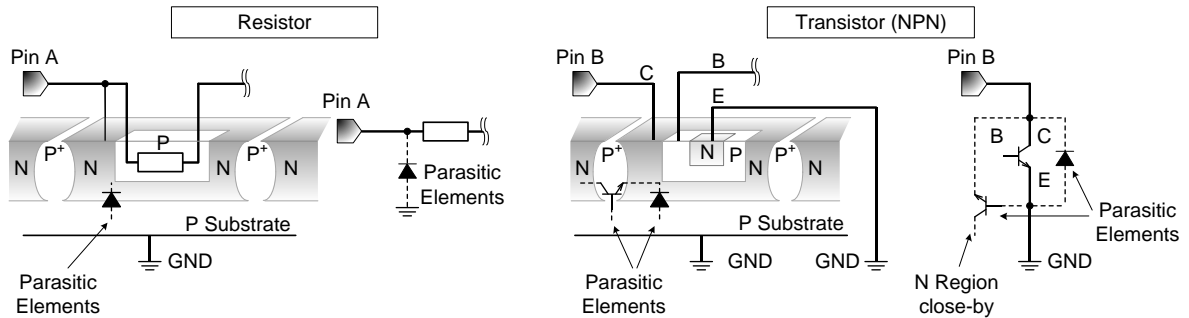 Resistor
Transistor (NPN)
Pin A
Pin A
Pin B
C
B
E
Pin B
N
P+
N
P
P+
N
N
Parasitic
Elements
P Substrate
GND
Parasitic
Elements
N
P+
N
N
P
P+
N
N
P Substrate
GND
GND
Parasitic
Elements
B
C
E
Parasitic
Elements
GND
N Region
close-by